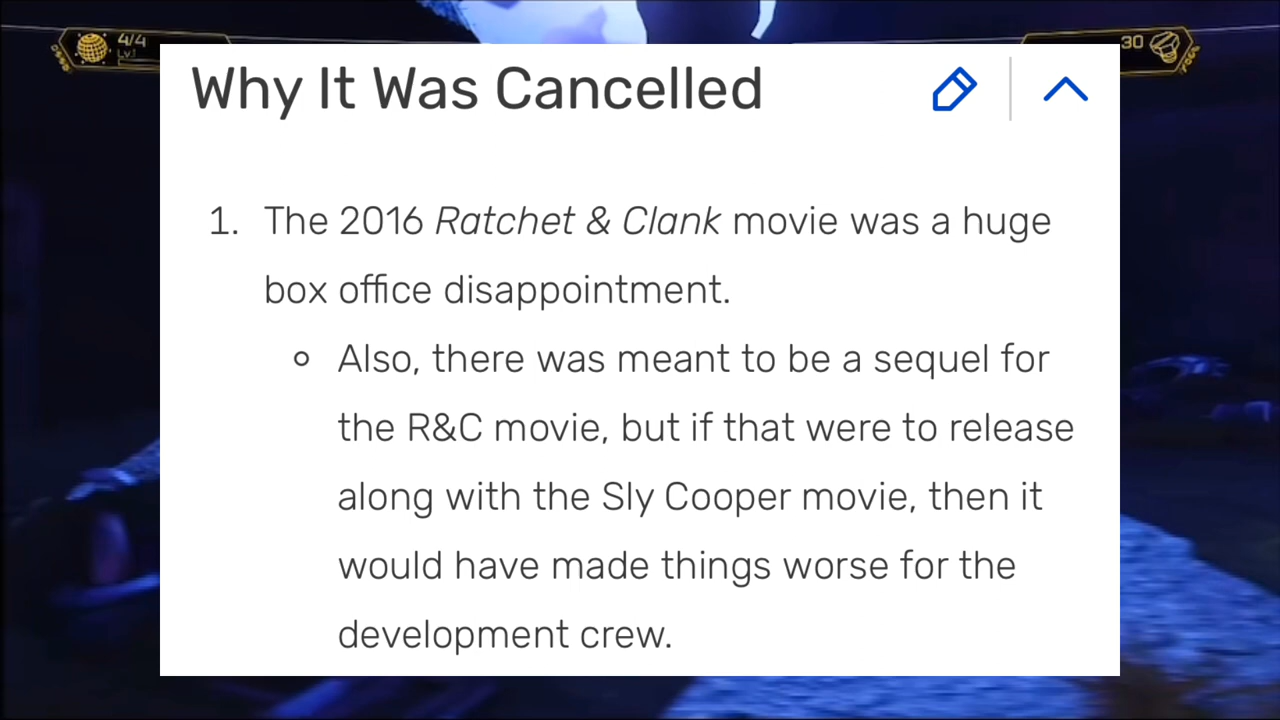 4/4
Lv.1
30
Why It Was Cancelled
1. The 2016 Ratchet & Clank movie was a huge
box office disappointment.
○ Also, there was meant to be a sequel for
the R&C movie, but if that were to release
along with the Sly Cooper movie, then it
would have made things worse for the
development crew.